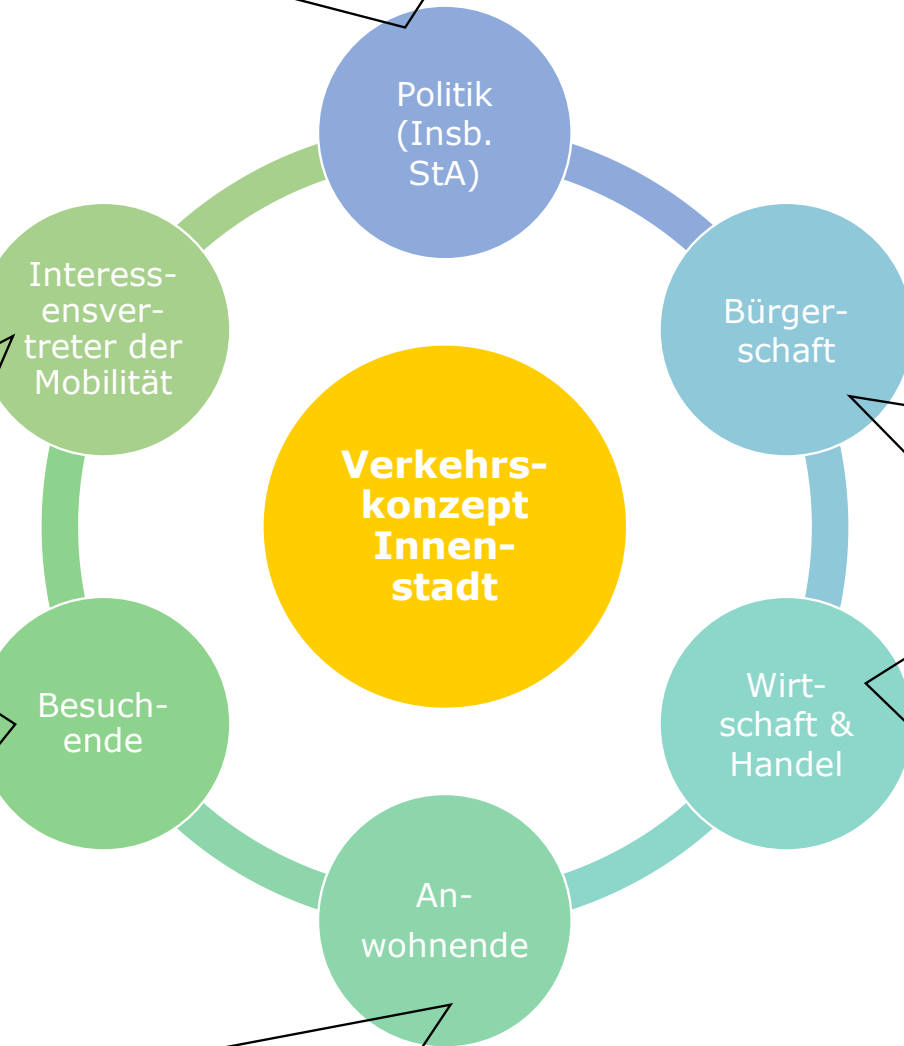 Politik
(Insb.
StA)
Interess-
ensver-
treter der
Mobilität
Bürger-
schaft
Verkehrs-
konzept
Innen-
stadt
Besuch-
ende
Wirt-
schaft &
Handel
An-
wohnende